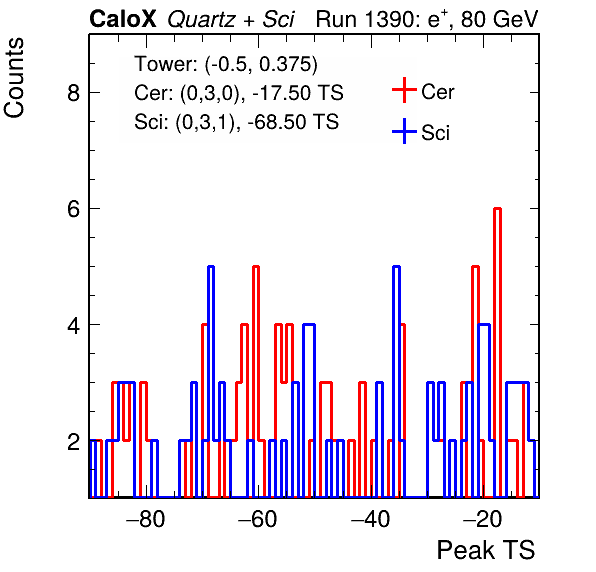 CaloX Quartz + Sci Run 1390: e+, 80 GeV
Tower: (-0.5, 0.375)
Cer: (0,3,0), -17.50 TS
Sci: (0,3,1), -68.50 TS
Cer
Sci
Counts
8
6
4
2
−80 −60 −40 −20
Peak TS